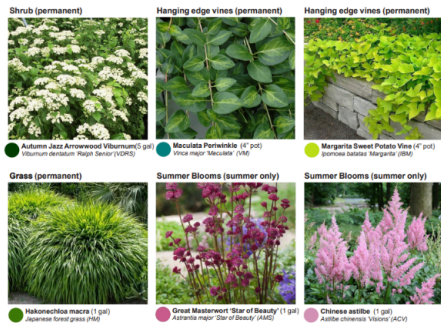 Shrub (permanent)
Hanging edge vines (permanent)
Hanging edge vines (permanent)
Autumn Jazz Arrowwood Viburnum(5 gal)
Viburnum dentatum 'Ralph Senior' (VDRS)
Maculata Periwinkle (4" pot)
Vinca major 'Maculata' (VM)
Margarita Sweet Potato Vine (4" pot)
Ipomoea batatas 'Margarita' (IBM)
Grass (permanent)
Summer Blooms (summer only)
Summer Blooms (summer only)
Hakonechloa macra (1 gal)
Japanese forest grass (HM)
Great Masterwort 'Star of Beauty' (1 gal)
Astrantia major 'Star of Beauty' (AMS)
Chinese astilbe (1 gal)
Astilbe chinensis 'Visions' (ACV)